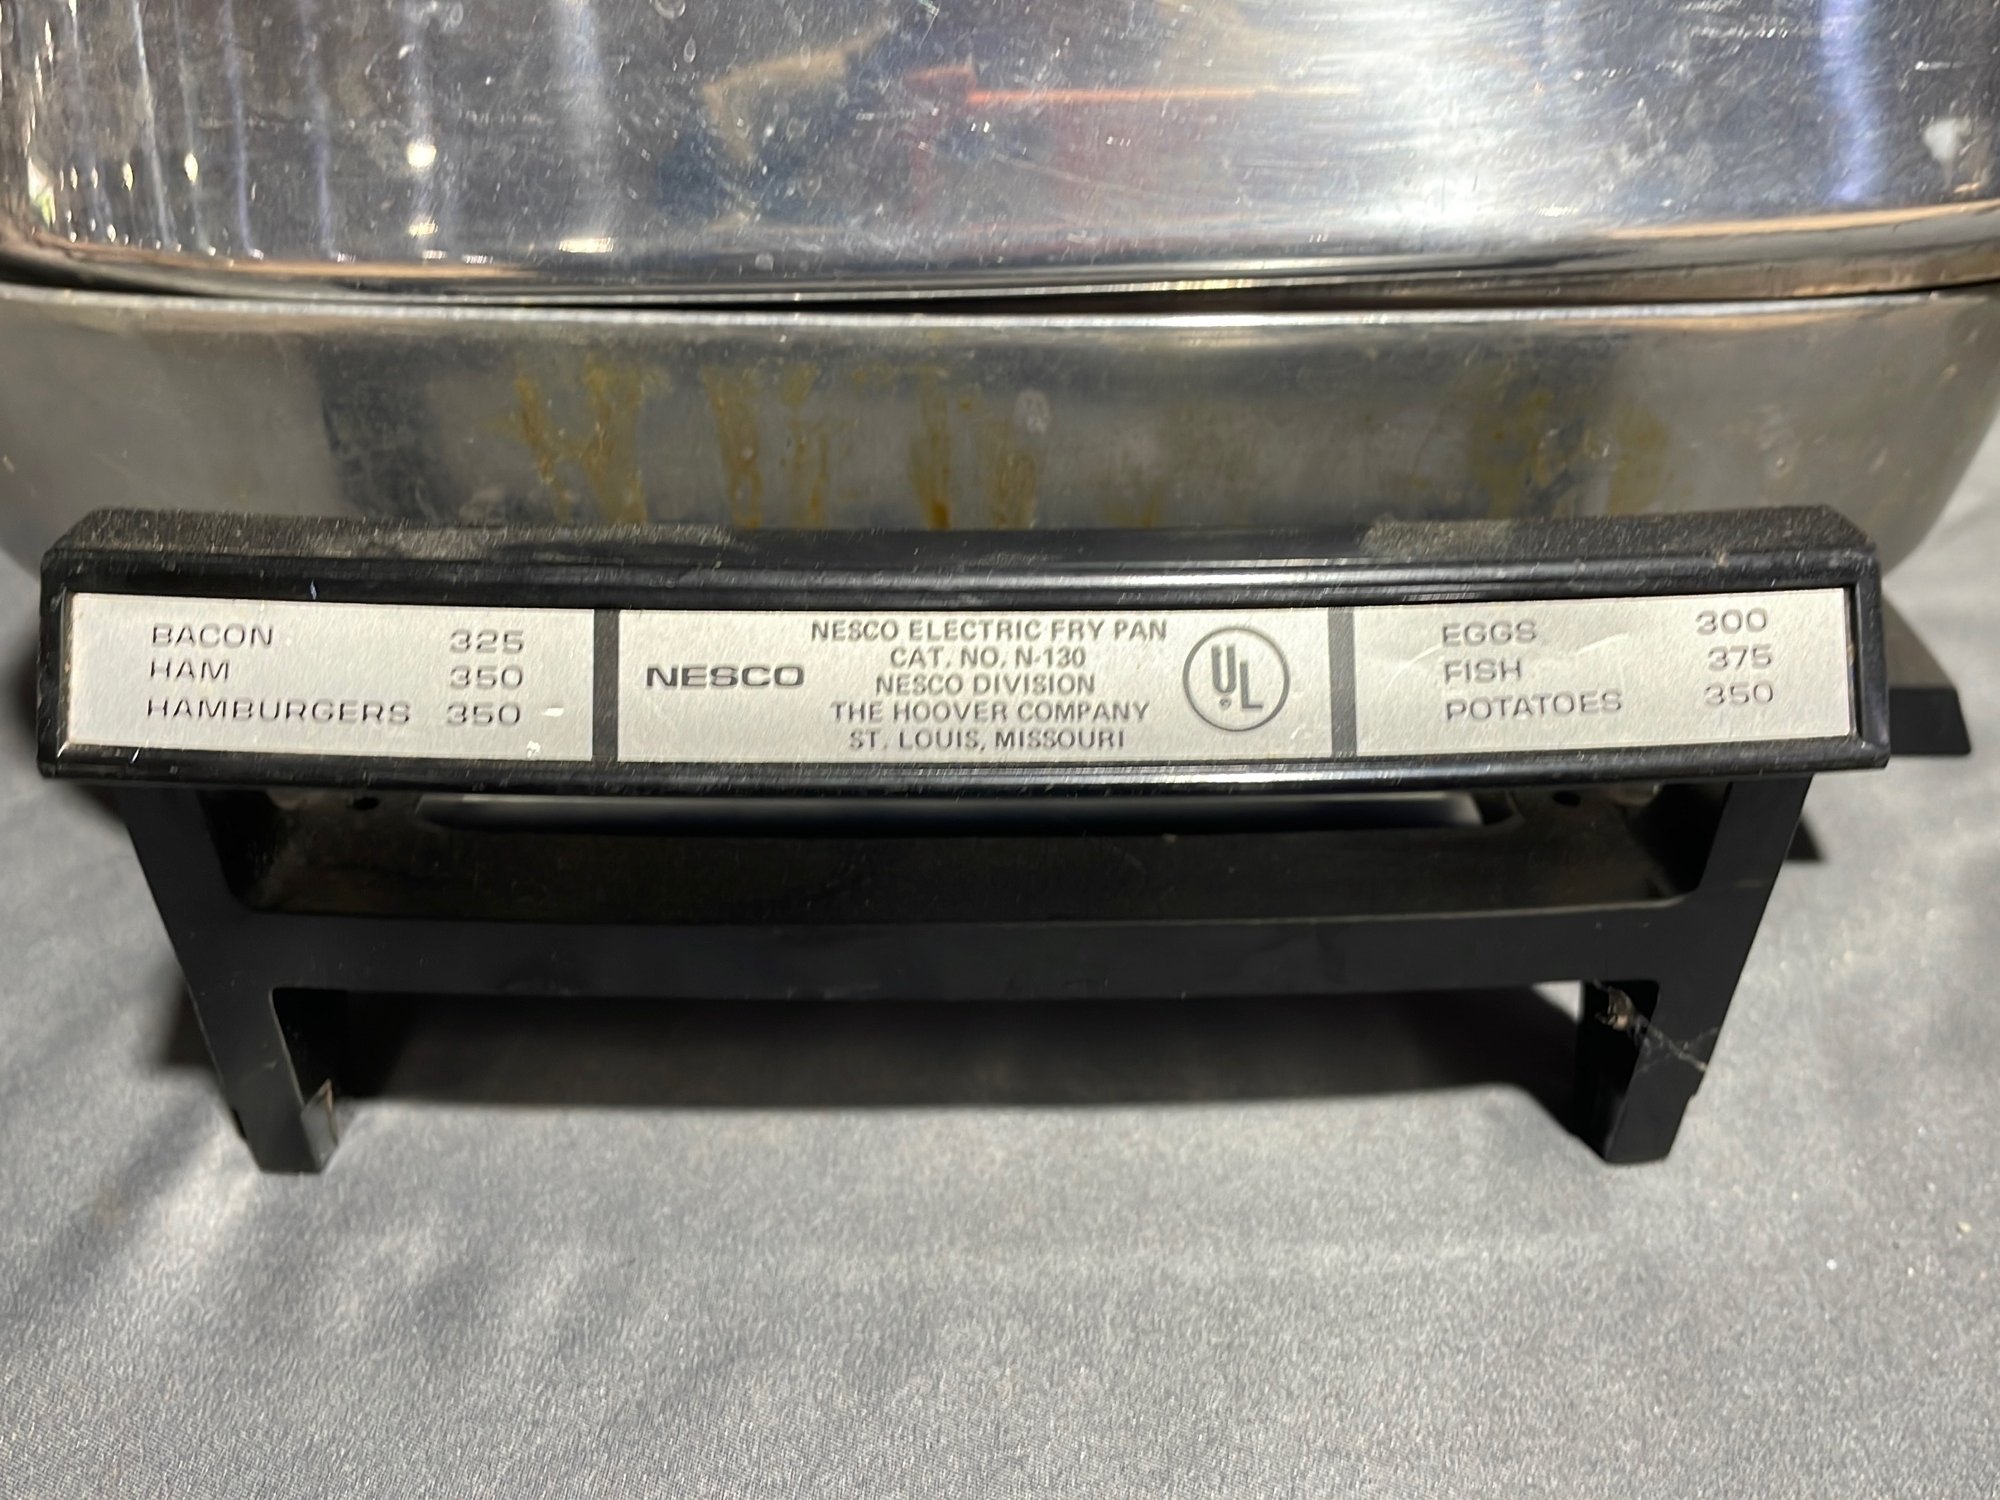 BACON 325
HAM 350
HAMBURGERS 350
NESCO
NESCO ELECTRIC FRY PAN
CAT. NO. N-130
NESCO DIVISION
THE HOOVER COMPANY
ST. LOUIS, MISSOURI
UL
EGGS 300
FISH 375
POTATOES 350